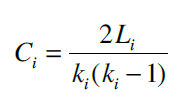 C_i = 2L_i / k_i(k_i − 1)